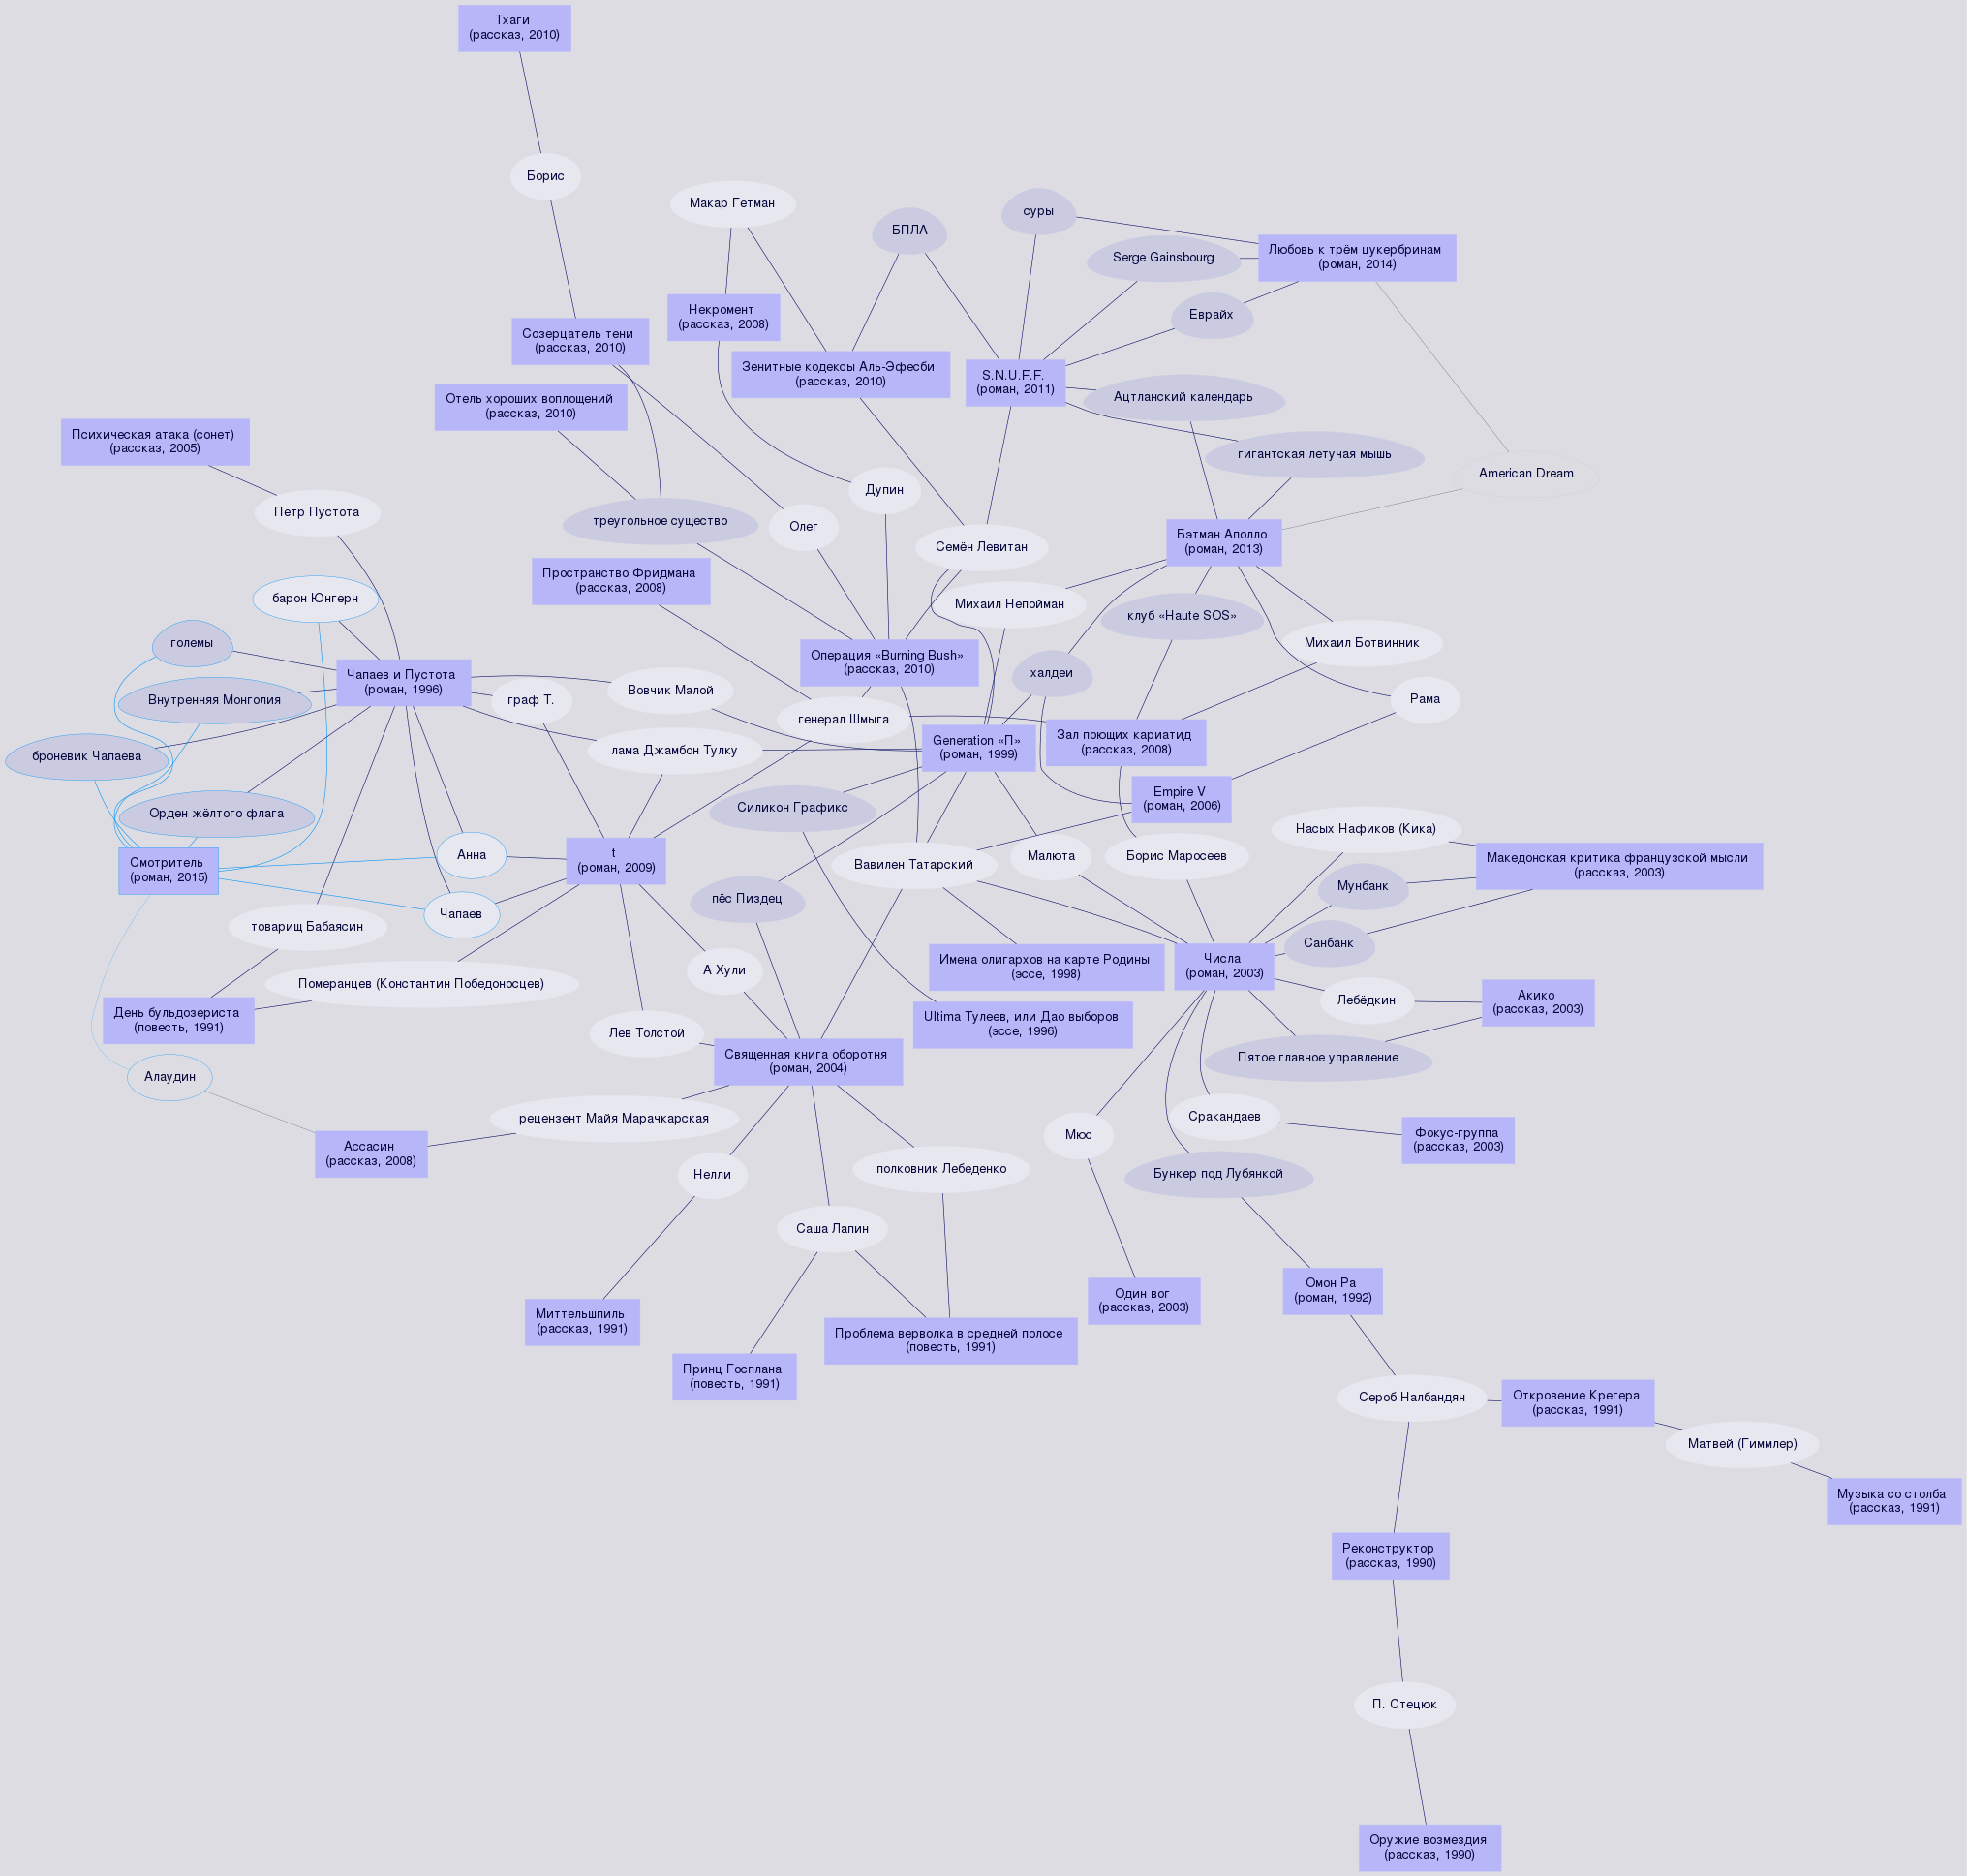 Тхаги
(рассказ, 2010)
Борис
Макар Гетман
суры
БПЛА
Любовь к трём цукербринам
(роман, 2014)
Serge Gainsbourg
Некромент
(рассказ, 2008)
Еврайх
Созерцатель тени
(рассказ, 2010)
Зенитные кодексы Аль-Эфесби
(рассказ, 2010)
S.N.U.F.F.
(роман, 2011)
Отель хороших воплощений
(рассказ, 2010)
Ацтланский календарь
Психическая атака (сонет)
(рассказ, 2005)
гигантская летучая мышь
American Dream
Дупин
Петр Пустота
треугольное существо
Олег
Семён Левитан
Бэтман Аполло
(роман, 2013)
Пространство Фридмана
(рассказ, 2008)
барон Юнгерн
Михаил Непойман
клуб «Haute SOS»
големы
Михаил Ботвинник
Чапаев и Пустота
(роман, 1996)
Операция «Burning Bush»
(рассказ, 2010)
халдеи
Внутренняя Монголия
граф Т.
Вовчик Малой
Рама
генерал Шмыга
броневик Чапаева
лама Джамбон Тулку
Generation «П»
(роман, 1999)
Зал поющих кариатид
(рассказ, 2008)
Орден жёлтого флага
Силикон Графикс
Empire V
(роман, 2006)
Насых Нафиков (Кика)
Смотритель
(роман, 2015)
Анна
t
(роман, 2009)
Вавилен Татарский
Малюта
Борис Маросеев
Македонская критика французской мысли
(рассказ, 2003)
Мунбанк
пёс Пиздец
Чапаев
товарищ Бабаясин
Санбанк
Имена олигархов на карте Родины
(эссе, 1998)
Числа
(роман, 2003)
А Хули
Померанцев (Константин Победоносцев)
Лебёдкин
Акико
(рассказ, 2003)
День бульдозериста
(повесть, 1991)
Ultima Тулеев, или Дао выборов
(эссе, 1996)
Лев Толстой
Священная книга оборотня
(роман, 2004)
Пятое главное управление
Алаудин
рецензент Майя Марачкарская
Сракандаев
Ассасин
(рассказ, 2008)
Мюс
Фокус-группа
(рассказ, 2003)
Нелли
полковник Лебеденко
Бункер под Лубянкой
Саша Лапин
Миттельшпиль
(рассказ, 1991)
Один вог
(рассказ, 2003)
Омон Ра
(роман, 1992)
Проблема верволка в средней полосе
(повесть, 1991)
Принц Госплана
(повесть, 1991)
Сероб Налбандян
Откровение Крегера
(рассказ, 1991)
Матвей (Гиммлер)
Музыка со столба
(рассказ, 1991)
Реконструктор
(рассказ, 1990)
П. Стецюк
Оружие возмездия
(рассказ, 1990)